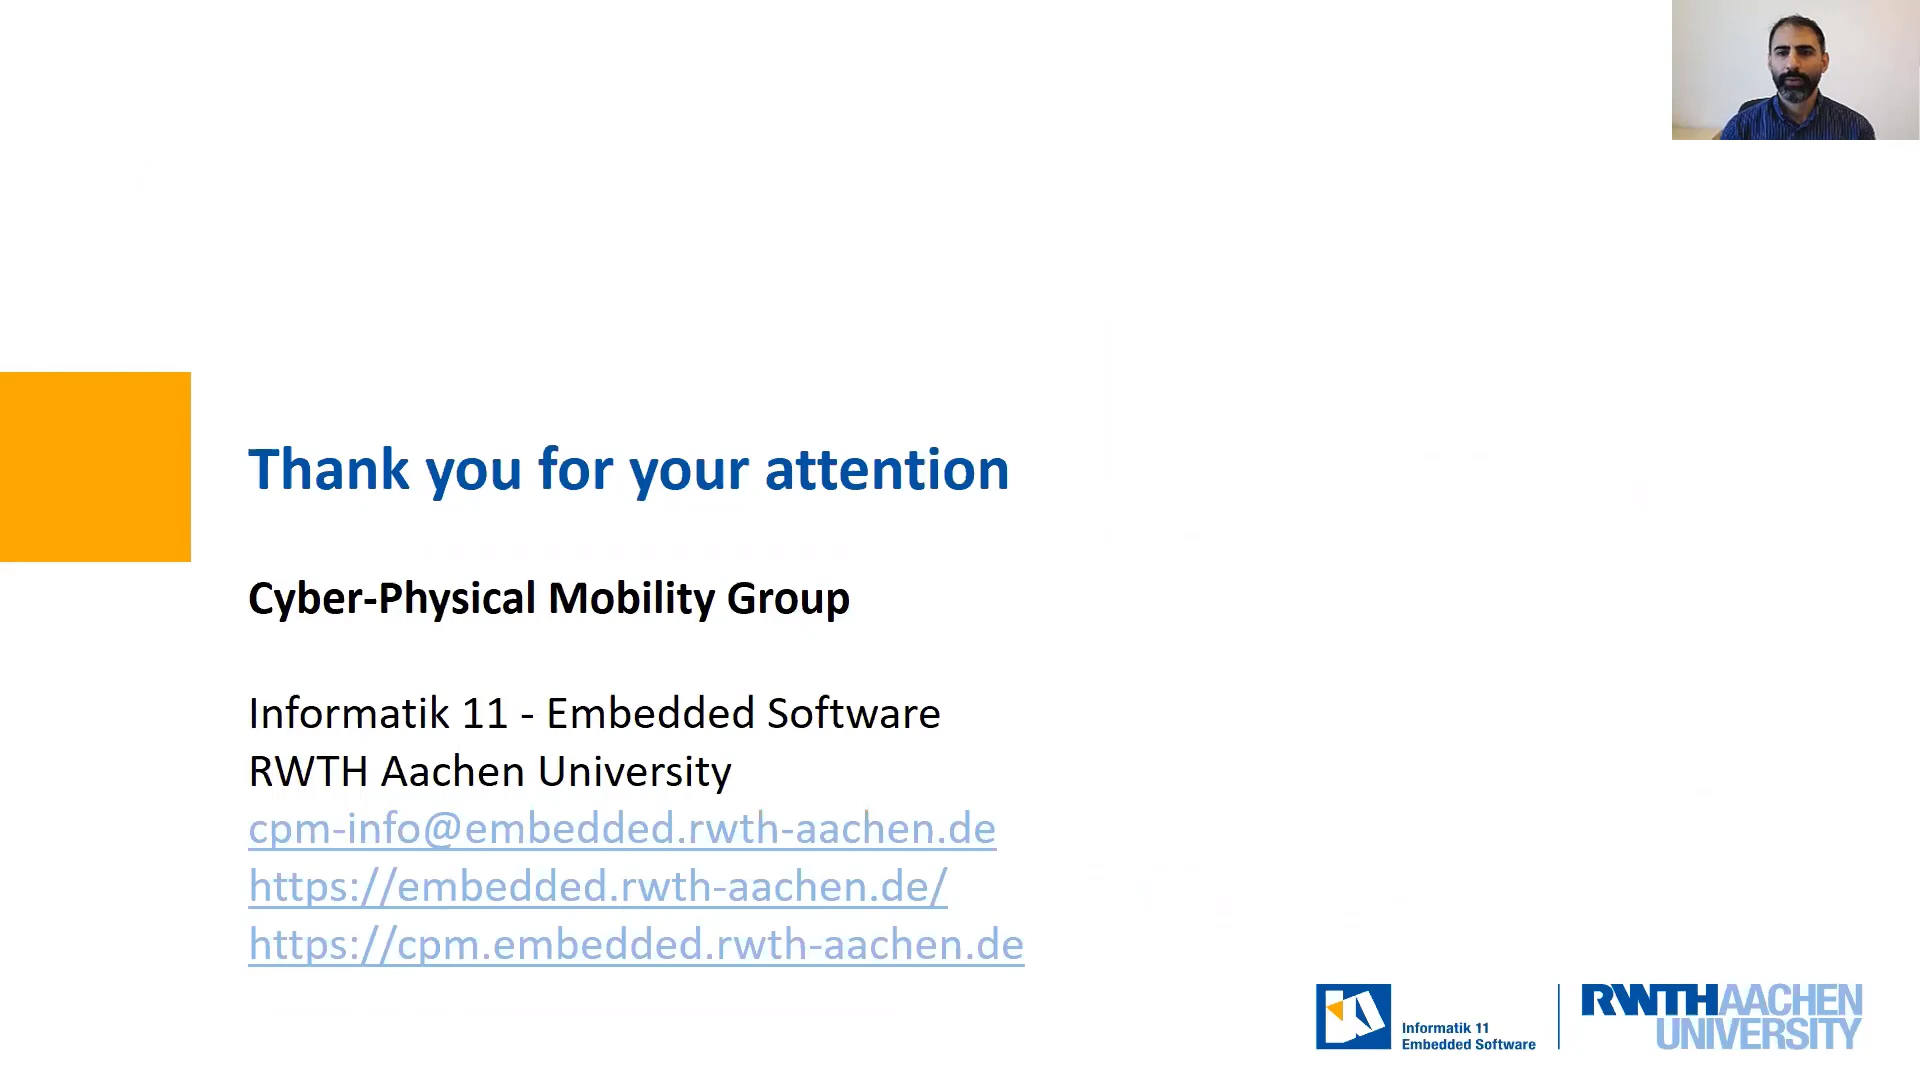 Thank you for your attention
Cyber-Physical Mobility Group
Informatik 11 - Embedded Software
RWTH Aachen University
cpm-info@embedded.rwth-aachen.de
https://embedded.rwth-aachen.de/
https://cpm.embedded.rwth-aachen.de
Informatik 11
Embedded Software
RWTHAACHEN
UNIVERSITY